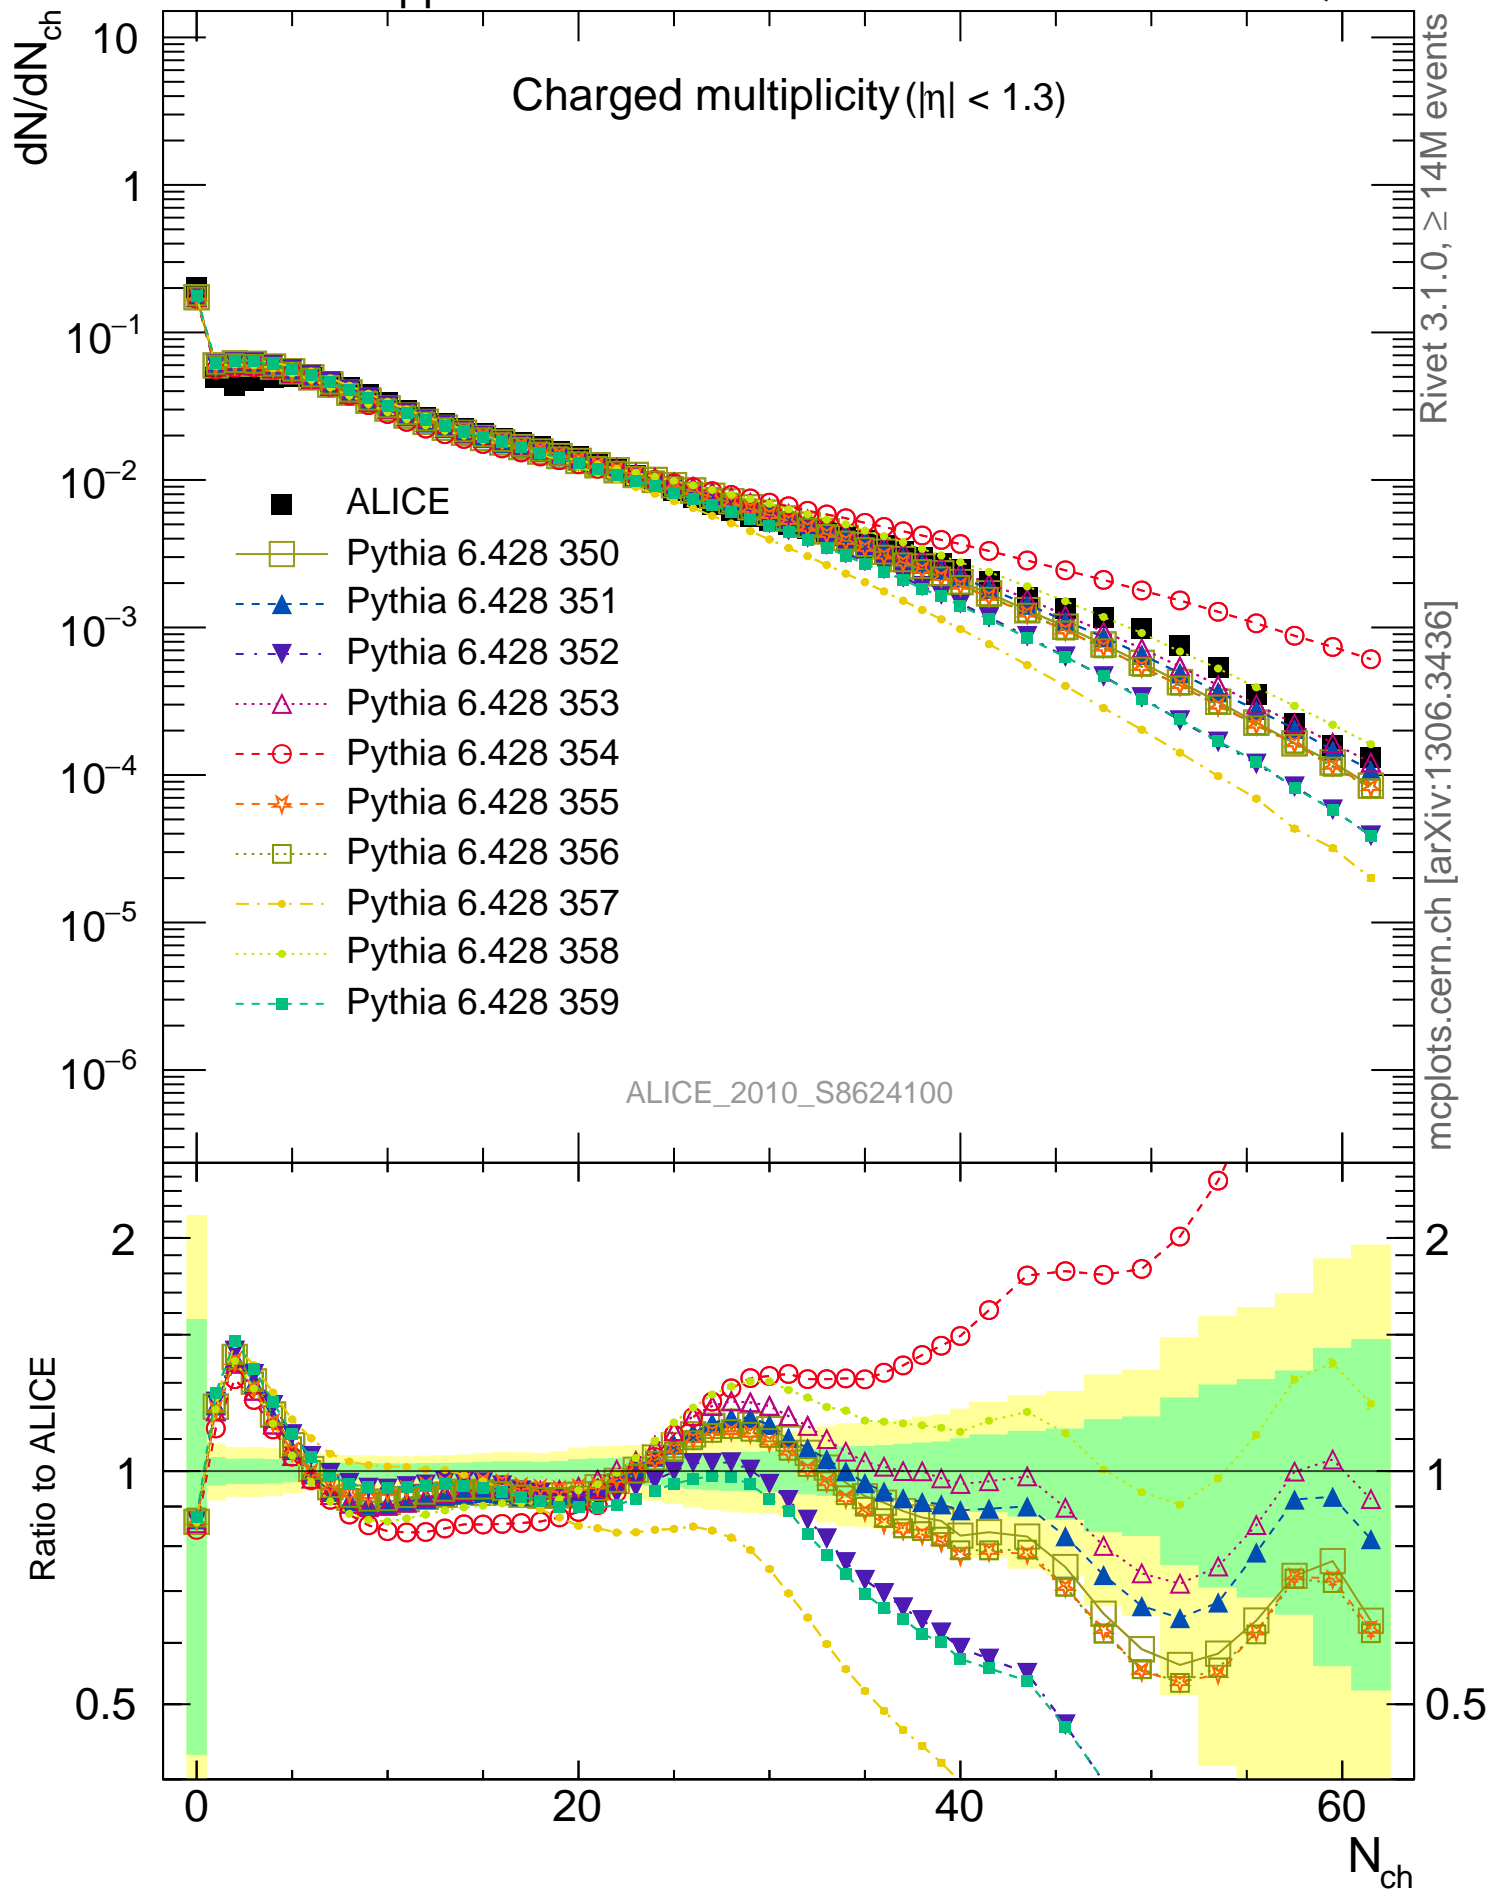 Charged multiplicity (|η| < 1.3)
dN/dN_ch
10
1
10⁻¹
10⁻²
10⁻³
10⁻⁴
10⁻⁵
10⁻⁶
ALICE
Pythia 6.428 350
Pythia 6.428 351
Pythia 6.428 352
Pythia 6.428 353
Pythia 6.428 354
Pythia 6.428 355
Pythia 6.428 356
Pythia 6.428 357
Pythia 6.428 358
Pythia 6.428 359
ALICE_2010_S8624100
Rivet 3.1.0, ≥ 14M events
mcplots.cern.ch [arXiv:1306.3436]
Ratio to ALICE
2
1
0.5
2
1
0.5
0
20
40
60
N_ch